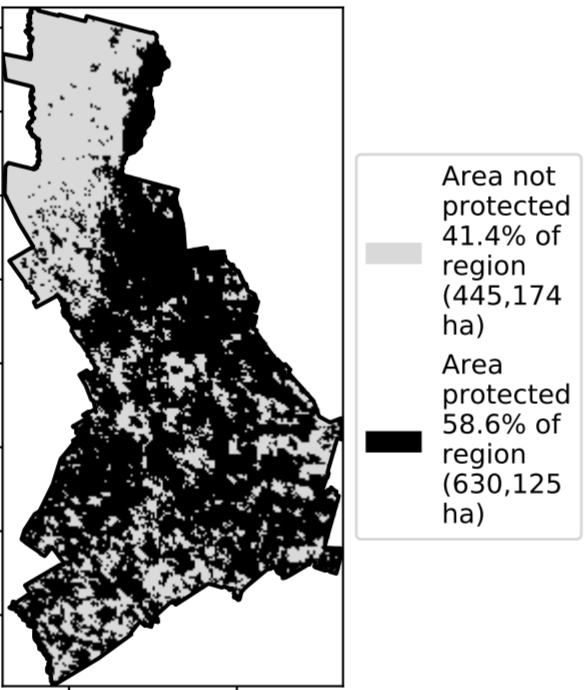 Area not
protected
41.4% of
region
(445,174
ha)
Area
protected
58.6% of
region
(630,125
ha)